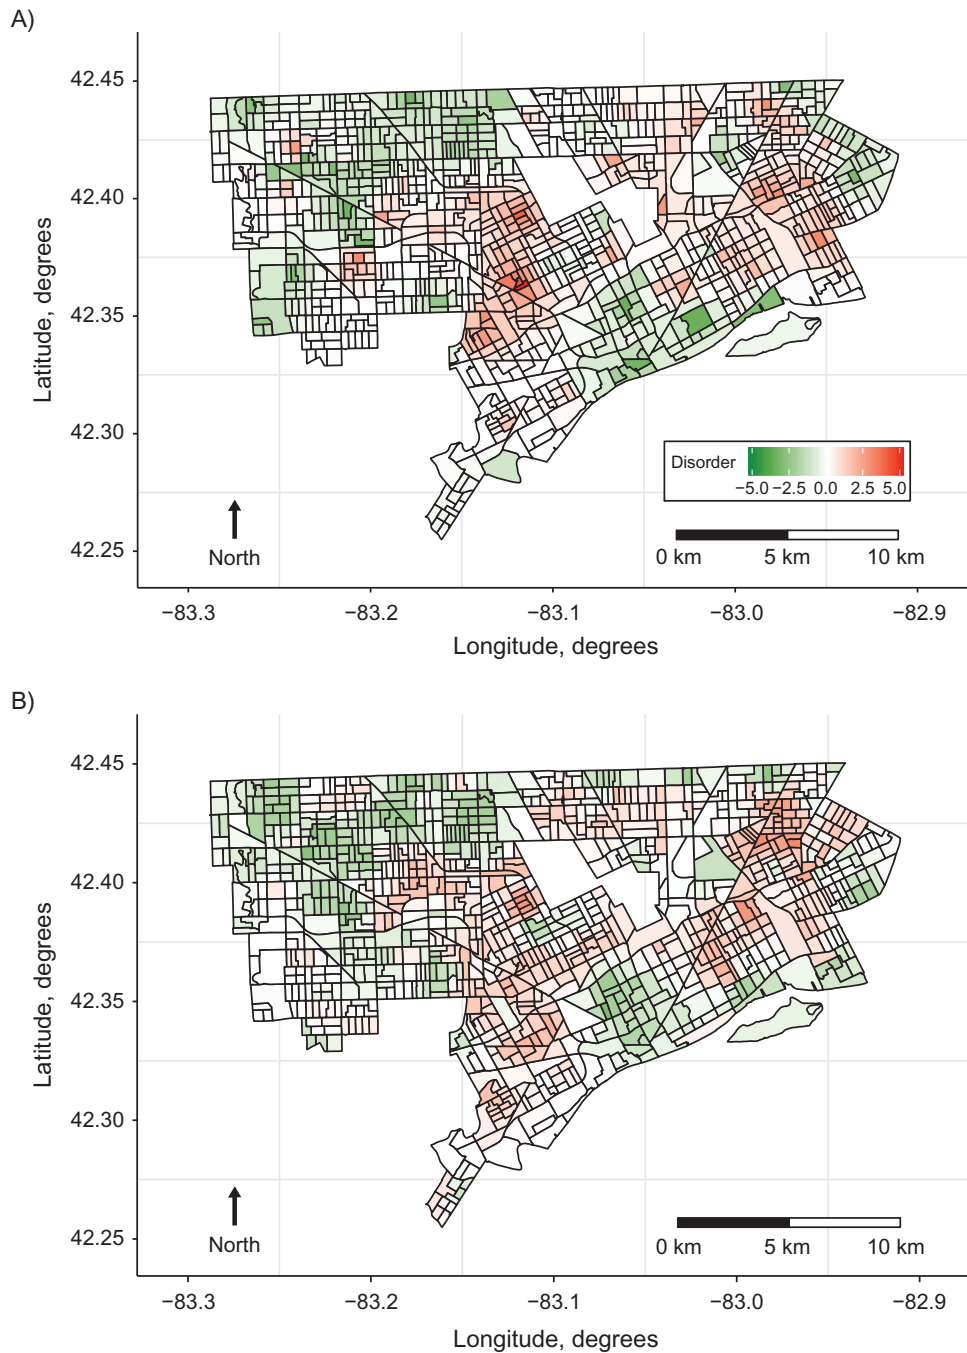 A)
42.45
42.40
42.35
42.30
42.25
Latitude, degrees
Disorder
−5.0 −2.5 0.0 2.5 5.0
North
0 km 5 km 10 km
−83.3 −83.2 −83.1 −83.0 −82.9
Longitude, degrees
B)
42.45
42.40
42.35
42.30
42.25
Latitude, degrees
North
0 km 5 km 10 km
−83.3 −83.2 −83.1 −83.0 −82.9
Longitude, degrees